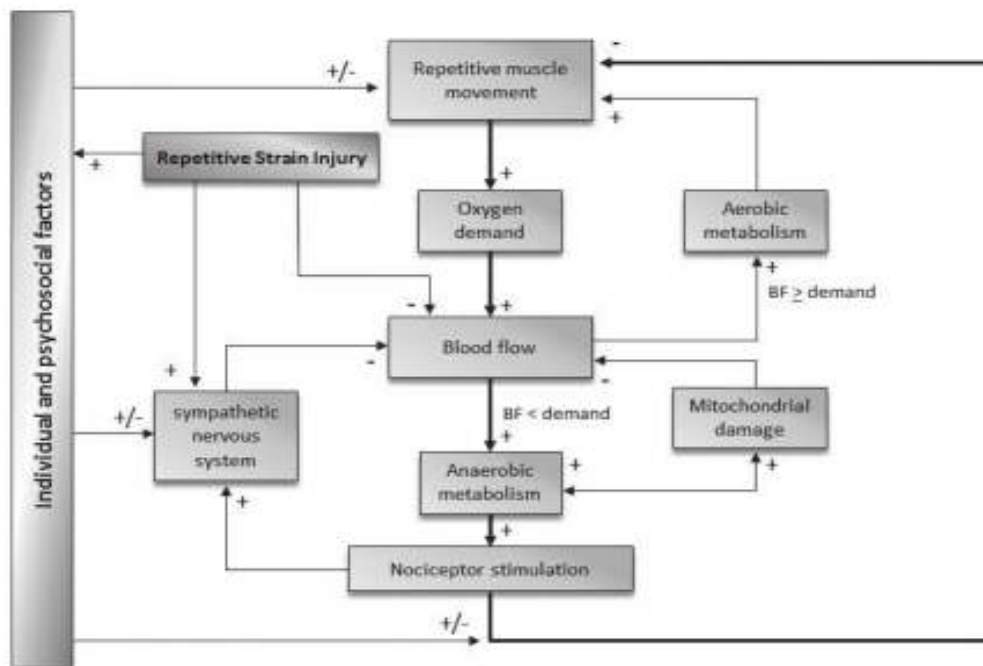 -
Repetitive muscle
movement
+/-
+
Repetitive Strain Injury
+
+
Individual and psychosocial factors
Oxygen
demand
Aerobic
metabolism
+
BF ≥ demand
-
+
Blood flow
-
-
+
+/-
sympathetic
nervous
system
BF < demand
+
Mitochondrial
damage
+
Anaerobic
metabolism
+
+
+
Nociceptor stimulation
+/-